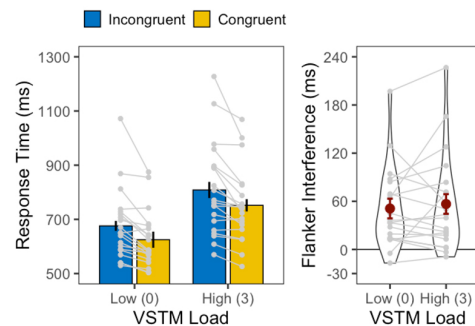 Incongruent Congruent
Response Time (ms)
1300
1100
900
700
500
Low (0) High (3)
VSTM Load
Flanker Interference (ms)
240
180
120
60
0
-30
Low (0) High (3)
VSTM Load